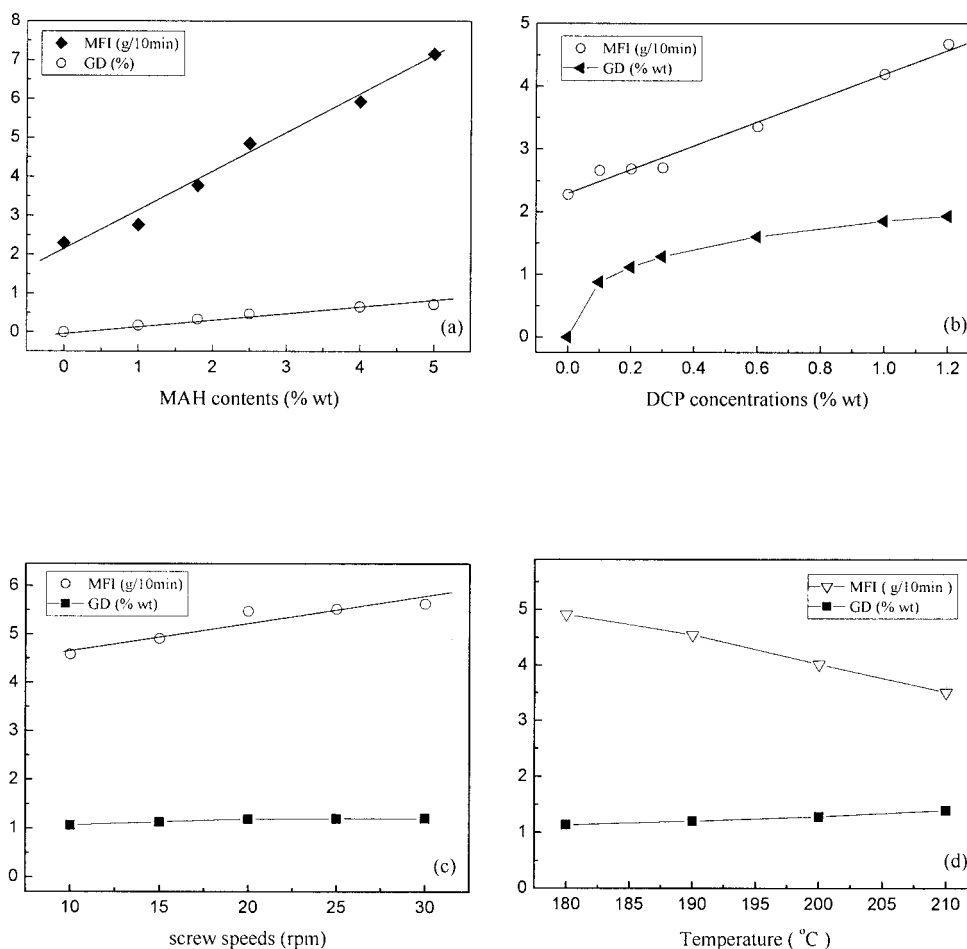 8
7
6
5
4
3
2
1
0
MFI (g/10min)
GD (%)
(a)
0 1 2 3 4 5
MAH contents (% wt)
5
4
3
2
1
0
MFI (g/10min)
GD (% wt)
(b)
0.0 0.2 0.4 0.6 0.8 1.0 1.2
DCP concentrations (% wt)
6
5
4
3
2
1
0
MFI (g/10min)
GD (% wt)
(c)
10 15 20 25 30
screw speeds (rpm)
5
4
3
2
1
0
MFI ( g/10min )
GD (% wt)
(d)
180 185 190 195 200 205 210
Temperature ( °C )